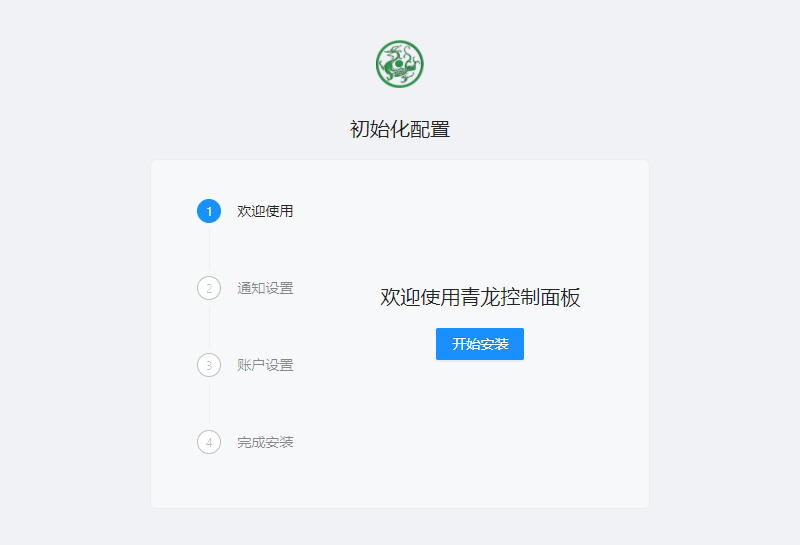 初始化配置
1 欢迎使用
2 通知设置
3 账户设置
4 完成安装
欢迎使用青龙控制面板
开始安装